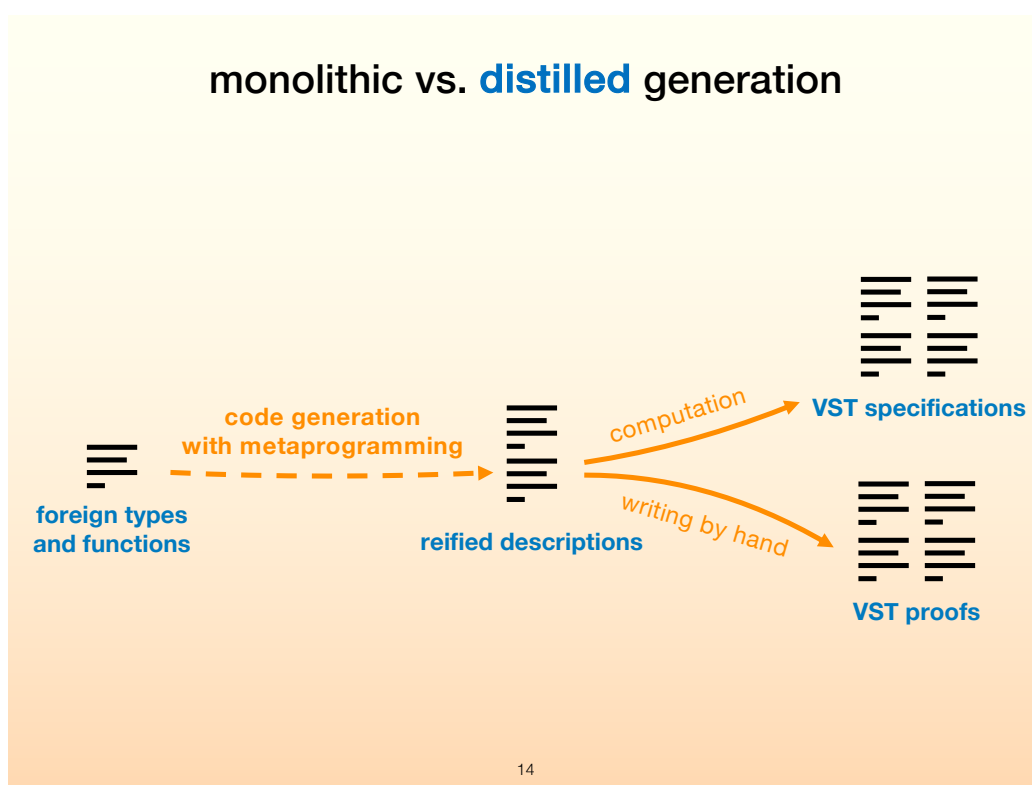 monolithic vs. distilled generation
code generation
with metaprogramming
foreign types
and functions
reified descriptions
computation
writing by hand
VST specifications
VST proofs
14